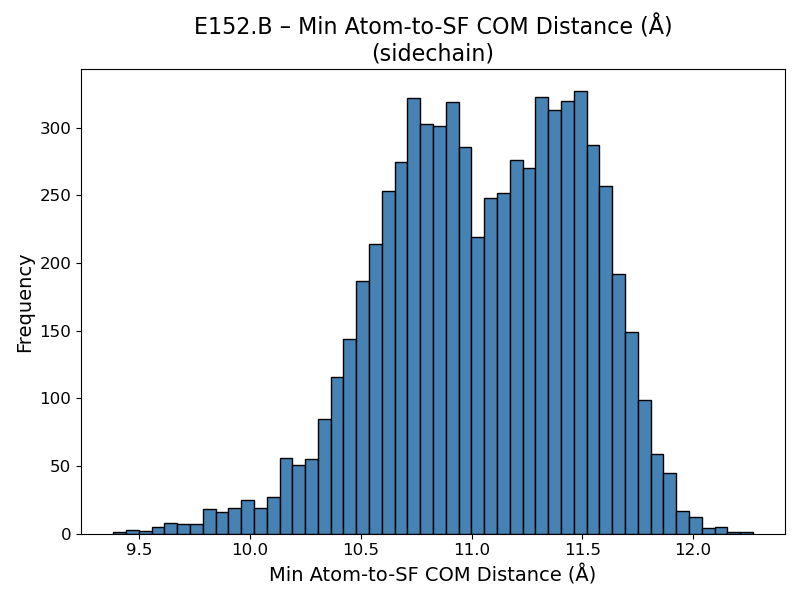 E152.B – Min Atom-to-SF COM Distance (Å)
(sidechain)
Frequency
300
250
200
150
100
50
0
9.5 10.0 10.5 11.0 11.5 12.0
Min Atom-to-SF COM Distance (Å)